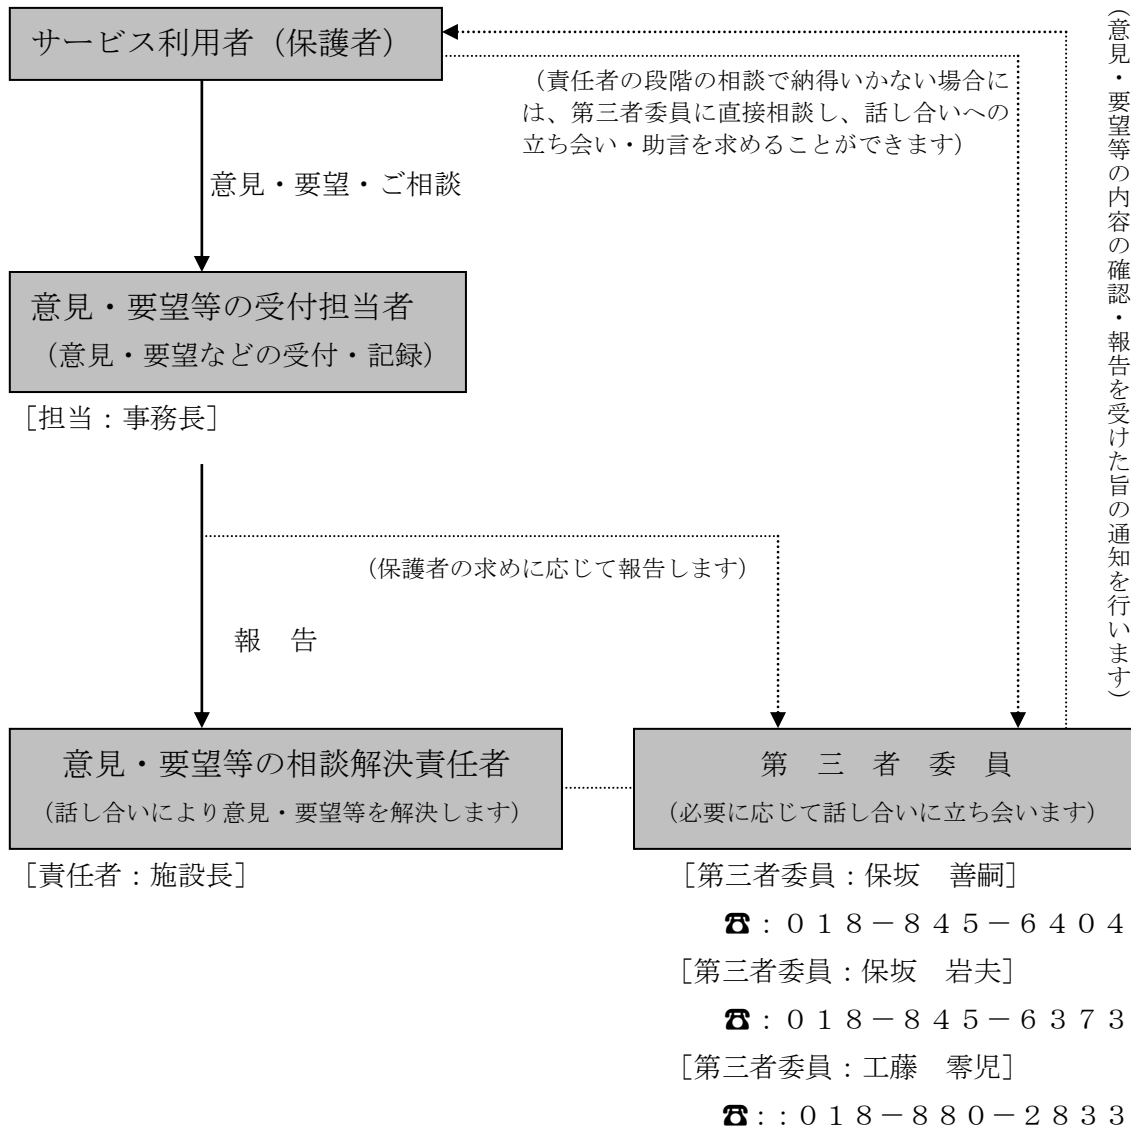 サービス利用者（保護者）
（責任者の段階の相談で納得いかない場合に
は、第三者委員に直接相談し、話し合いへの
立ち会い・助言を求めることができます）
（意見・要望等の内容の確認・報告を受けた旨の通知を行います）
意見・要望・ご相談
意見・要望等の受付担当者
（意見・要望などの受付・記録）
［担当：事務長］
（保護者の求めに応じて報告します）
報　告
意見・要望等の相談解決責任者
（話し合いにより意見・要望等を解決します）
［責任者：施設長］
第　三　者　委　員
（必要に応じて話し合いに立ち会います）
［第三者委員：保坂　善嗣］
☎：０１８－８４５－６４０４
［第三者委員：保坂　岩夫］
☎：０１８－８４５－６３７３
［第三者委員：工藤　零児］
☎：：０１８－８８０－２８３３